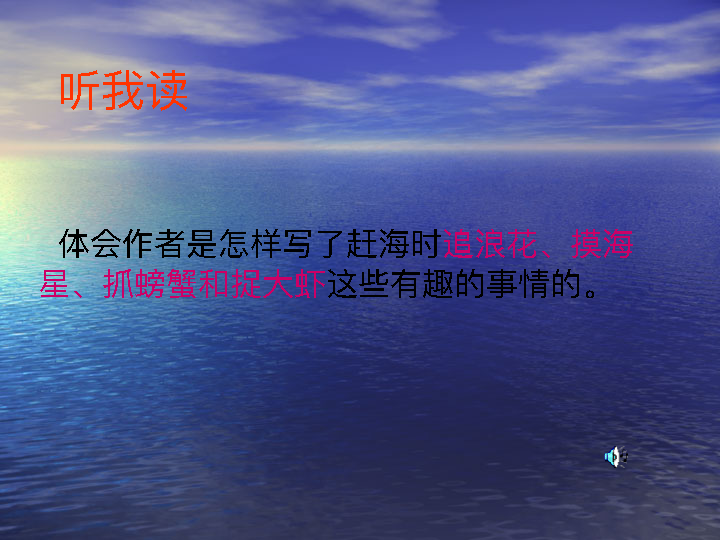 听我读
体会作者是怎样写了赶海时追浪花、摸海
星、抓螃蟹和捉大虾这些有趣的事情的。